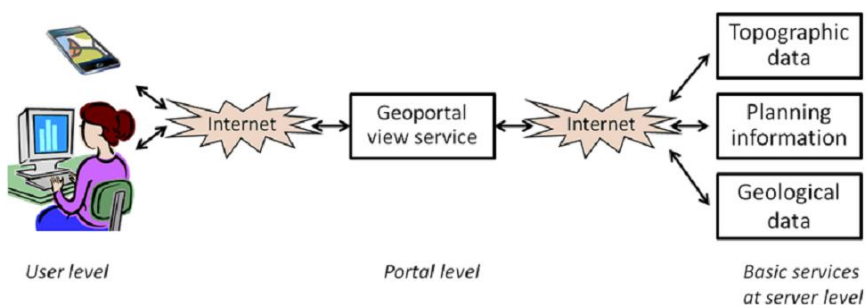 Internet
Geoportal
view service
Internet
Topographic
data
Planning
information
Geological
data
User level
Portal level
Basic services
at server level